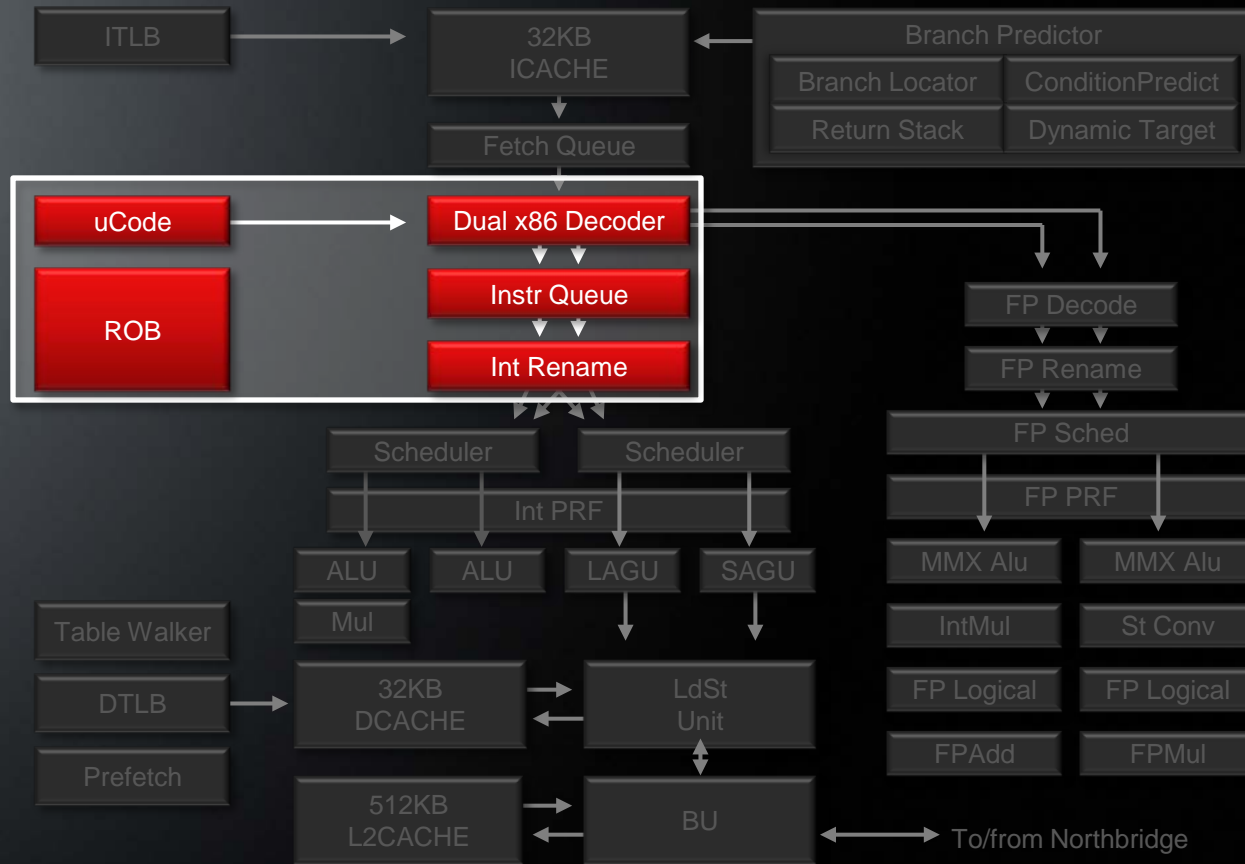 ITLB
32KB
ICACHE
Branch Predictor
Branch Locator
ConditionPredict
Return Stack
Dynamic Target
Fetch Queue
uCode
Dual x86 Decoder
ROB
Instr Queue
Int Rename
FP Decode
FP Rename
FP Sched
FP PRF
Scheduler
Scheduler
Int PRF
ALU
ALU
LAGU
SAGU
Mul
MMX Alu
MMX Alu
IntMul
St Conv
FP Logical
FP Logical
FPAdd
FPMul
Table Walker
DTLB
Prefetch
32KB
DCACHE
LdSt
Unit
512KB
L2CACHE
BU
To/from Northbridge